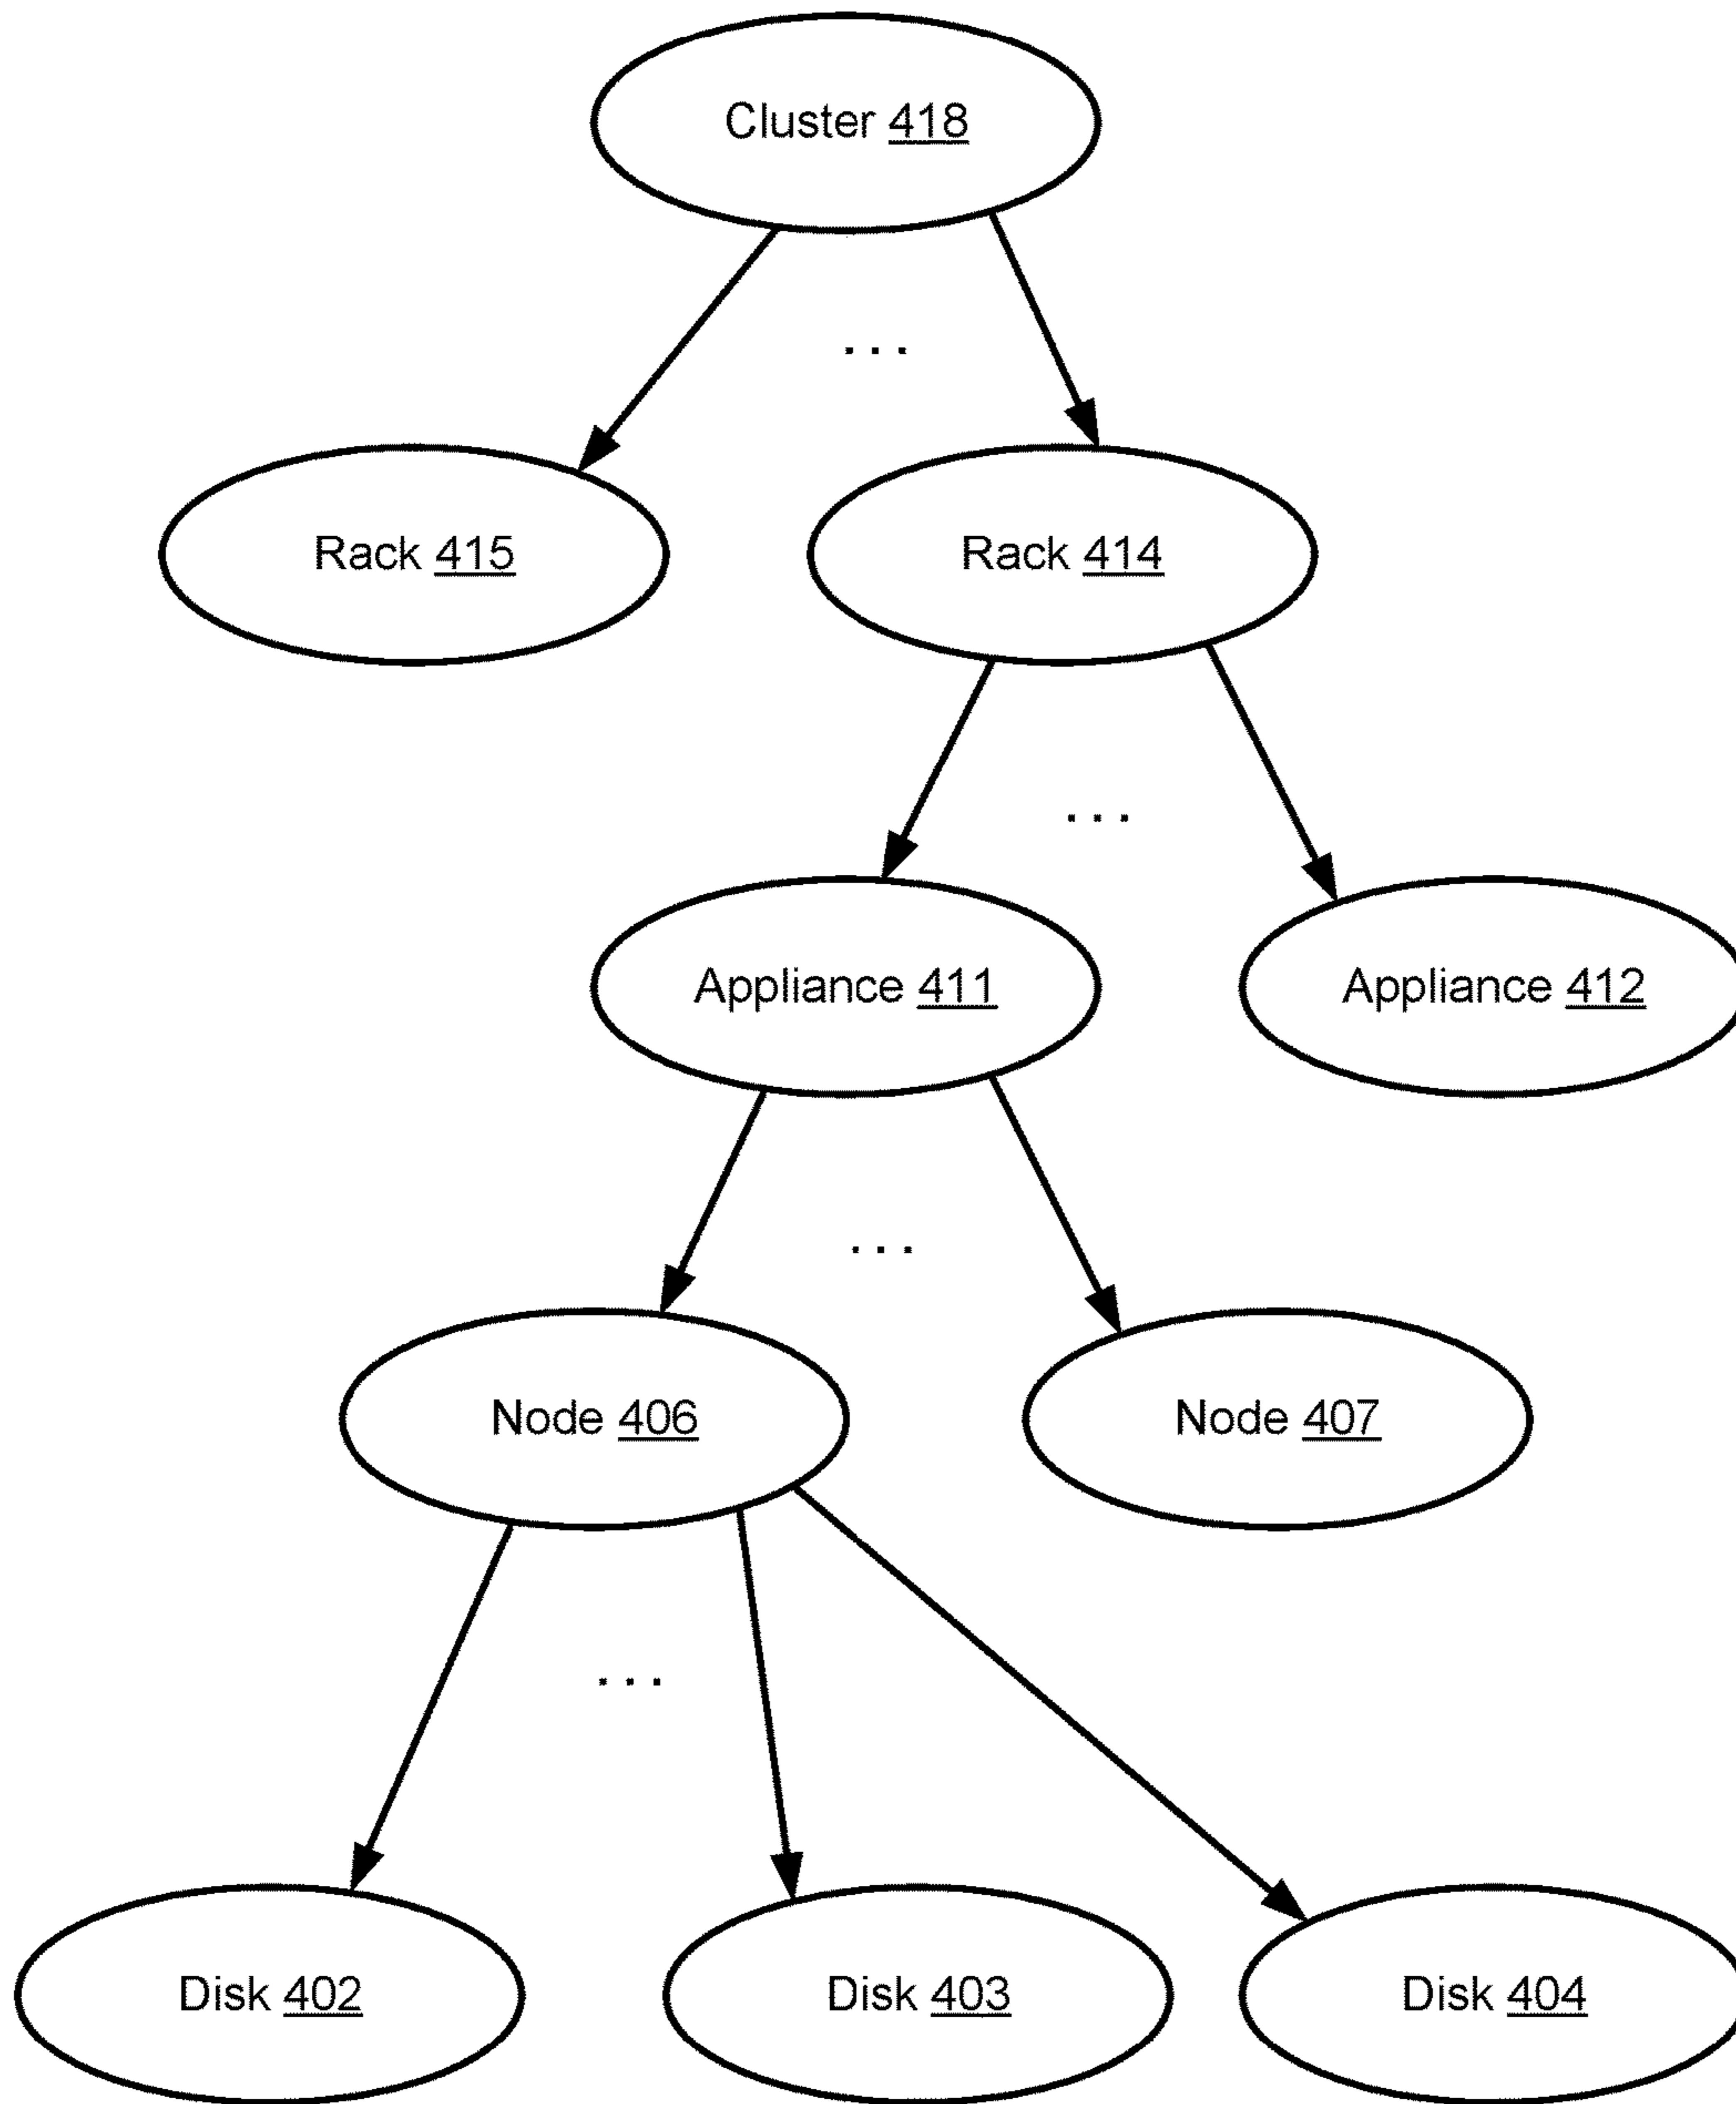 Cluster 418
...
Rack 415
Rack 414
...
Appliance 411
Appliance 412
...
Node 406
Node 407
...
Disk 402
Disk 403
Disk 404